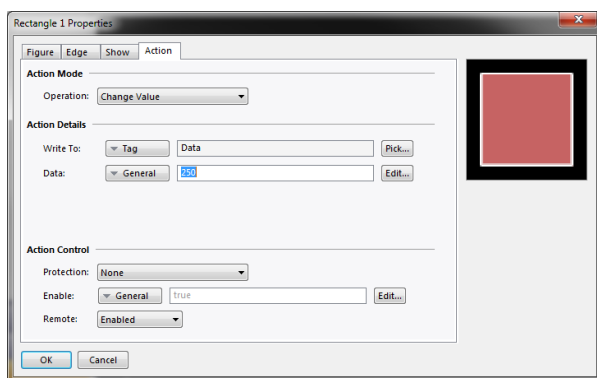 Rectangle 1 Properties
Figure Edge Show Action
Action Mode
Operation: Change Value
Action Details
Write To: Tag Data Pick...
Data: General 250 Edit...
Action Control
Protection: None
Enable: General true Edit...
Remote: Enabled
OK Cancel